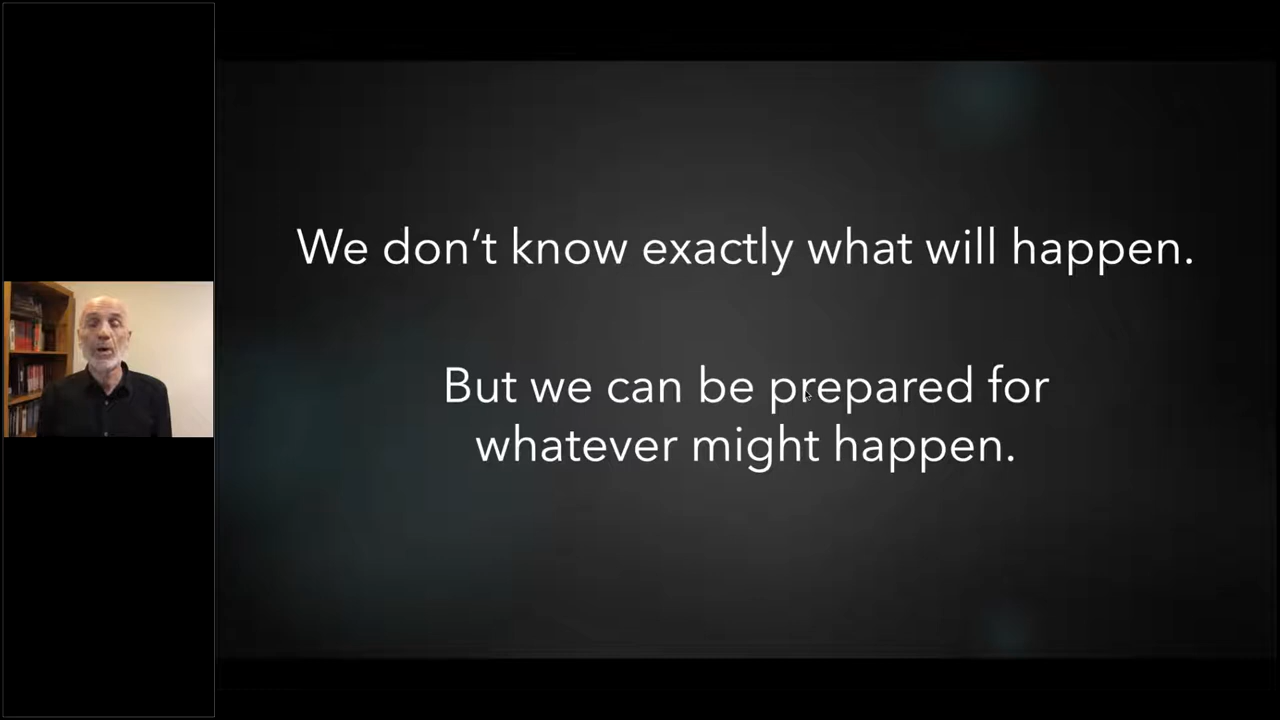 We don’t know exactly what will happen.
But we can be prepared for
whatever might happen.